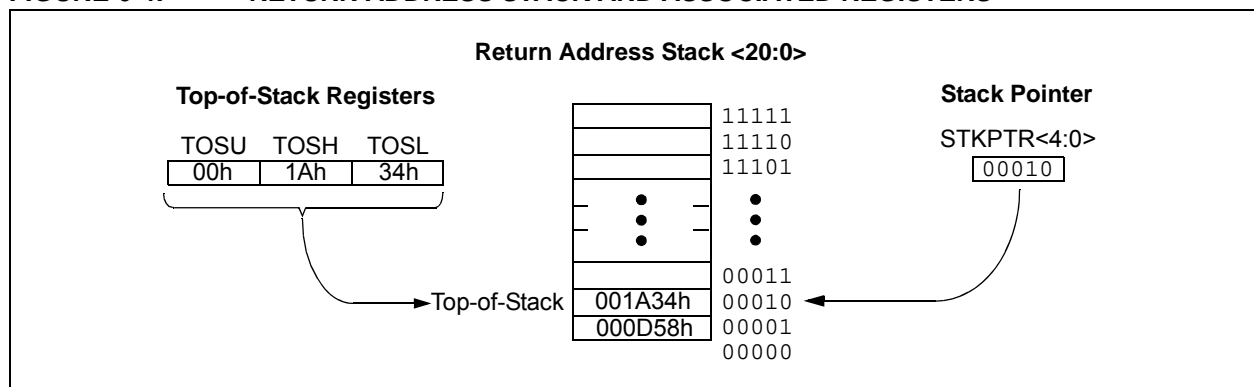 Return Address Stack <20:0>
Top-of-Stack Registers
Stack Pointer
TOSU TOSH TOSL
STKPTR<4:0>
00h 1Ah 34h
00010
11111
11110
11101
00011
Top-of-Stack 001A34h 00010
000D58h 00001
00000